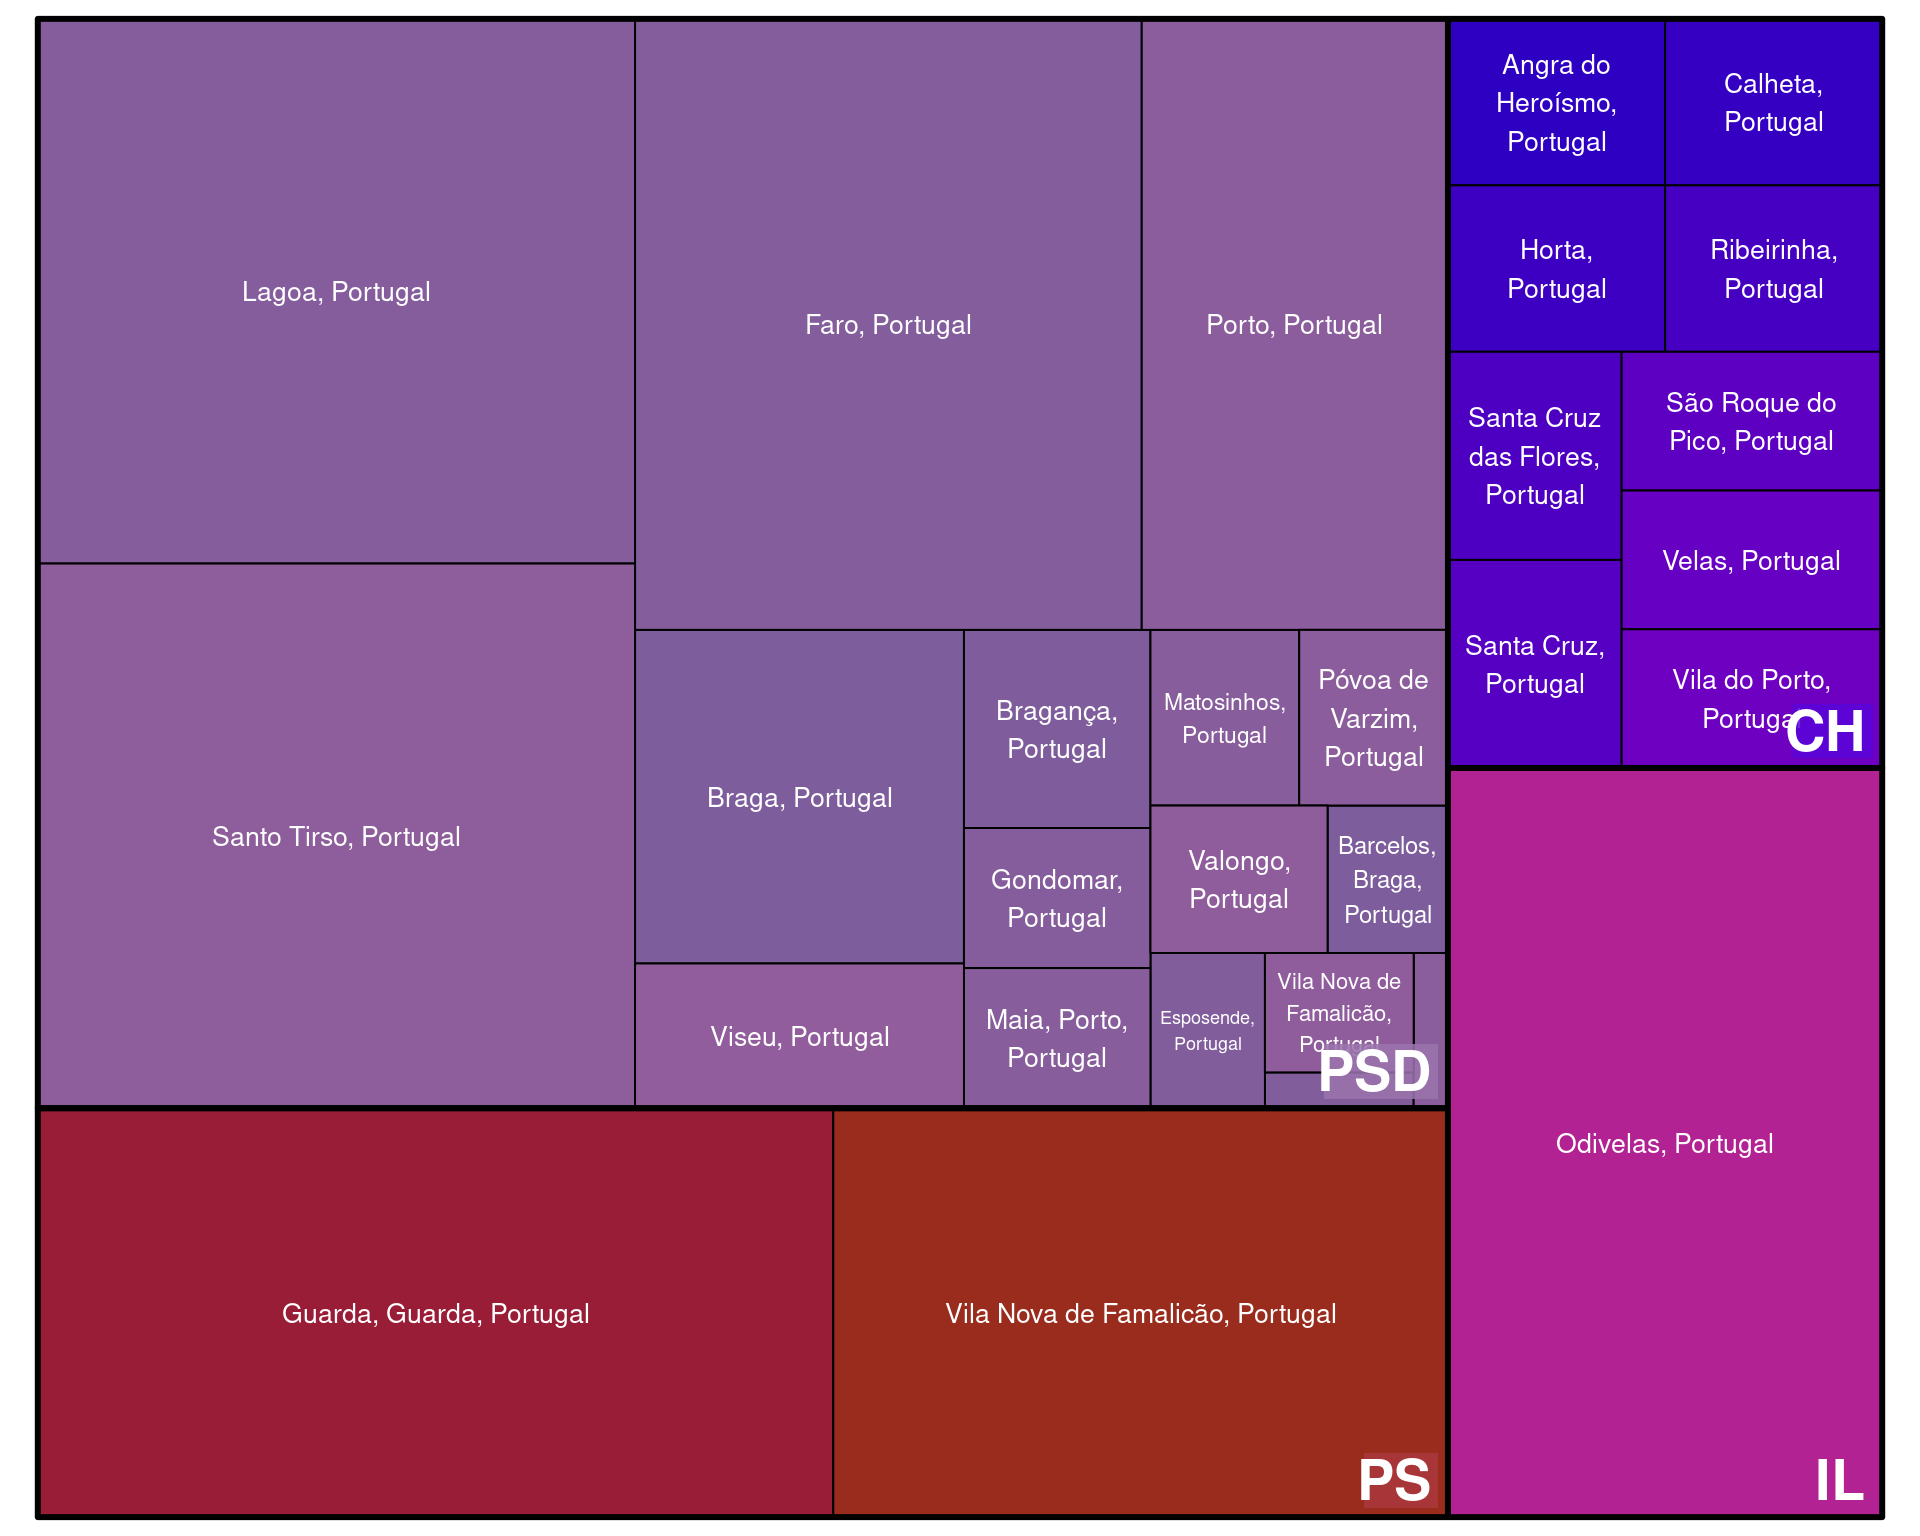 Lagoa, Portugal
Santo Tirso, Portugal
Faro, Portugal
Porto, Portugal
Braga, Portugal
Viseu, Portugal
Bragança,
Portugal
Gondomar,
Portugal
Maia, Porto,
Portugal
Matosinhos,
Portugal
Póvoa de
Varzim,
Portugal
Valongo,
Portugal
Barcelos,
Braga,
Portugal
Esposende,
Portugal
Vila Nova de
Famalicão,
Portugal
PSD
Guarda, Guarda, Portugal
Vila Nova de Famalicão, Portugal
PS
Angra do
Heroísmo,
Portugal
Calheta,
Portugal
Horta,
Portugal
Ribeirinha,
Portugal
Santa Cruz
das Flores,
Portugal
Santa Cruz,
Portugal
São Roque do
Pico, Portugal
Velas, Portugal
Vila do Porto,
Portugal
CH
Odivelas, Portugal
IL